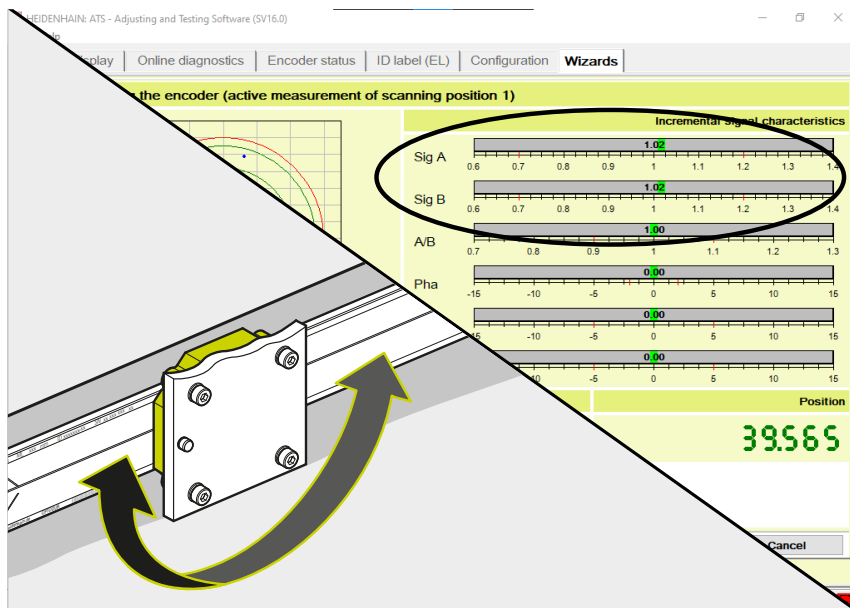 HEIDENHAIN: ATS - Adjusting and Testing Software (SV16.0)
Online diagnostics Encoder status ID label (EL) Configuration Wizards
the encoder (active measurement of scanning position 1)
Incremental signal characteristics
1.02
Sig A
0.6 0.7 0.8 0.9 1 1.1 1.2 1.3 1.4
1.02
Sig B
0.6 0.7 0.8 0.9 1 1.1 1.2 1.3 1.4
1.00
A/B
0.7 0.8 0.9 1 1.1 1.2 1.3
0.00
Pha
-15 -10 -5 0 5 10 15
0.00
-10 -5 0 5 10 15
0.00
-5 0 5 10 15
Position
39.565
Cancel